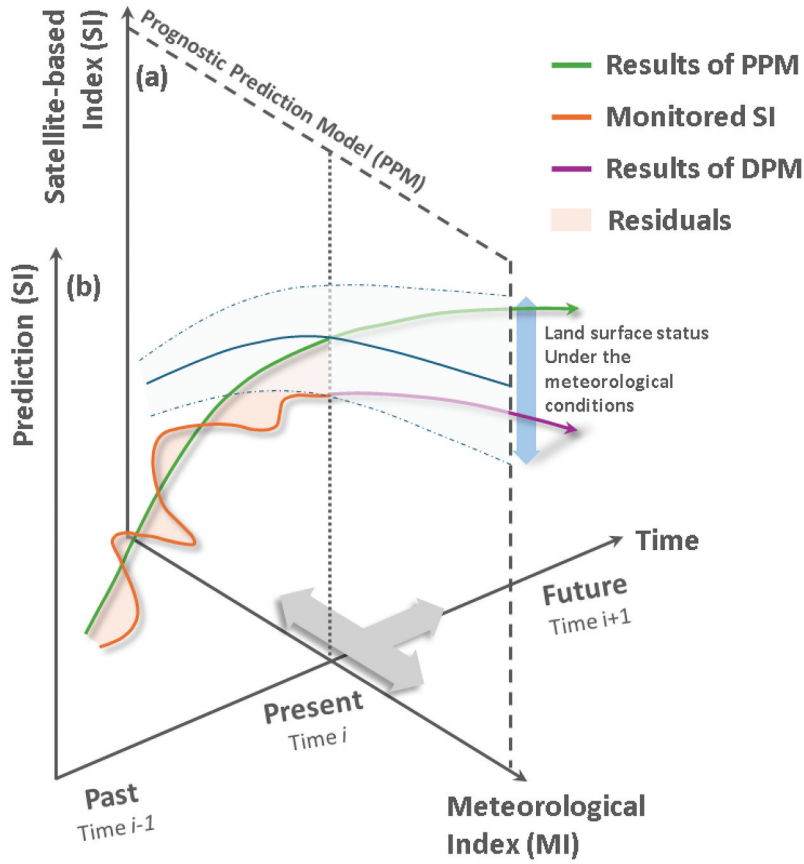 Satellite-based
Index (SI)
(a)
Prognostic Prediction Model (PPM)
Results of PPM
Monitored SI
Results of DPM
Residuals
Prediction (SI)
(b)
Land surface status
Under the
meteorological
conditions
Time
Future
Time i+1
Present
Time i
Past
Time i-1
Meteorological
Index (MI)